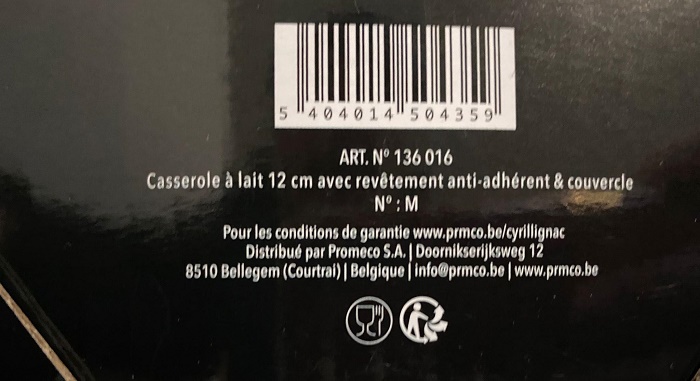 5 404014 504359
ART. N° 136 016
Casserole à lait 12 cm avec revêtement anti-adhérent & couvercle
N° : M
Pour les conditions de garantie www.prmco.be/cyrillignac
Distribué par Promeco S.A. | Doornikserijksweg 12
8510 Bellegem (Courtrai) | Belgique | info@prmco.be | www.prmco.be